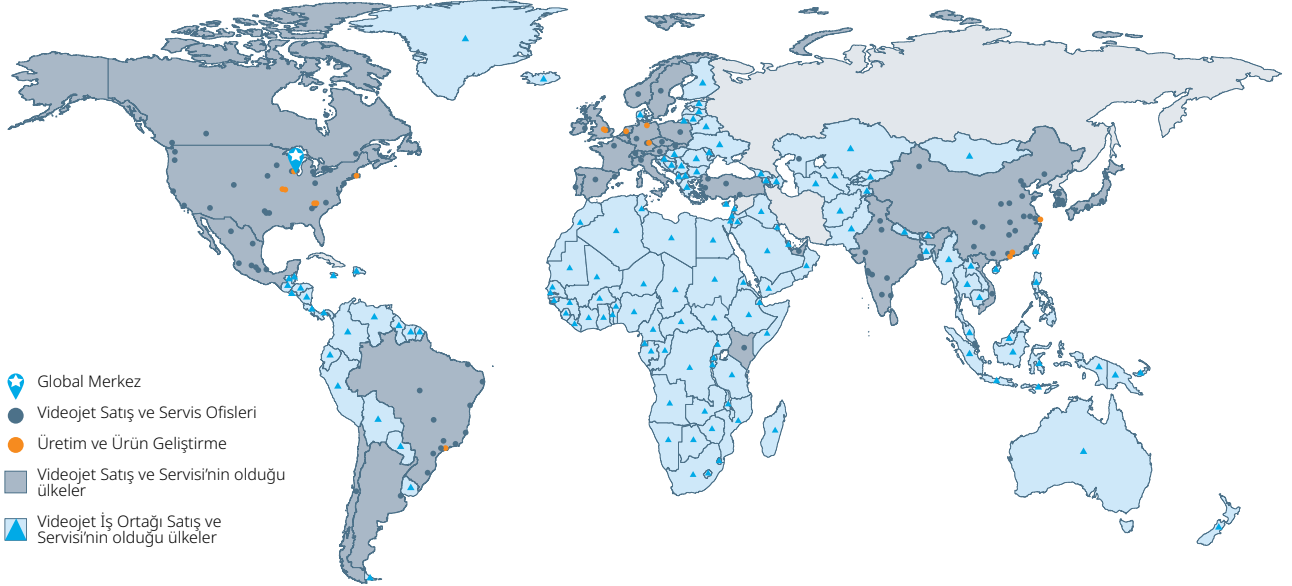 Global Merkez
Videojet Satış ve Servis Ofisleri
Üretim ve Ürün Geliştirme
Videojet Satış ve Servisi’nin olduğu
ülkeler
Videojet İş Ortağı Satış ve
Servisi’nin olduğu ülkeler